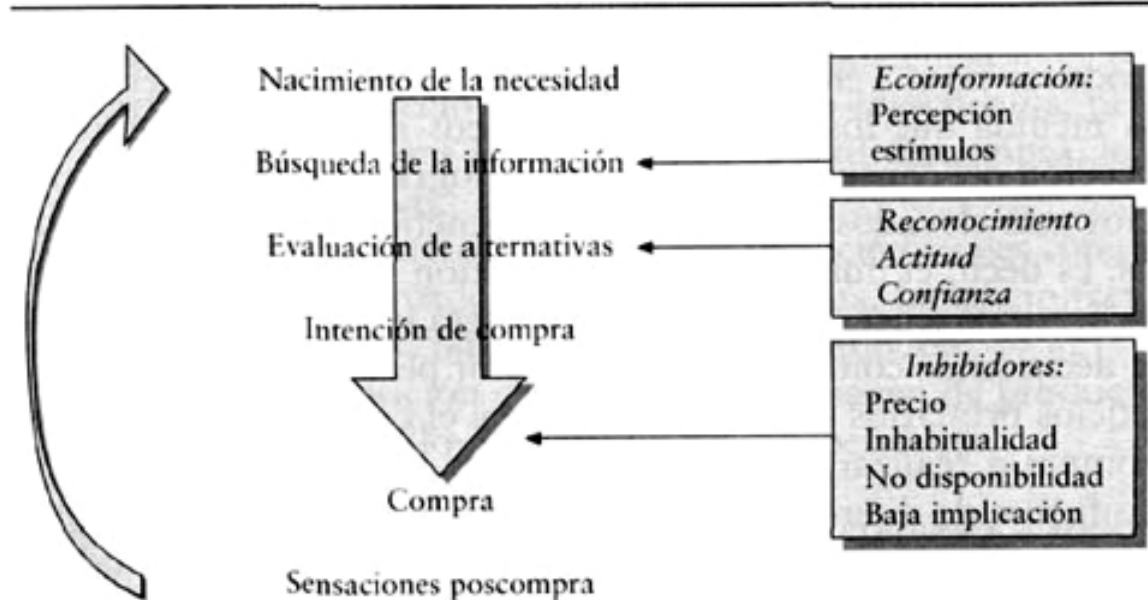 Nacimiento de la necesidad
Búsqueda de la información
Evaluación de alternativas
Intención de compra
Compra
Sensaciones poscompra
Ecoinformación:
Percepción
estímulos
Reconocimiento
Actitud
Confianza
Inhibidores:
Precio
Inhabitualidad
No disponibilidad
Baja implicación